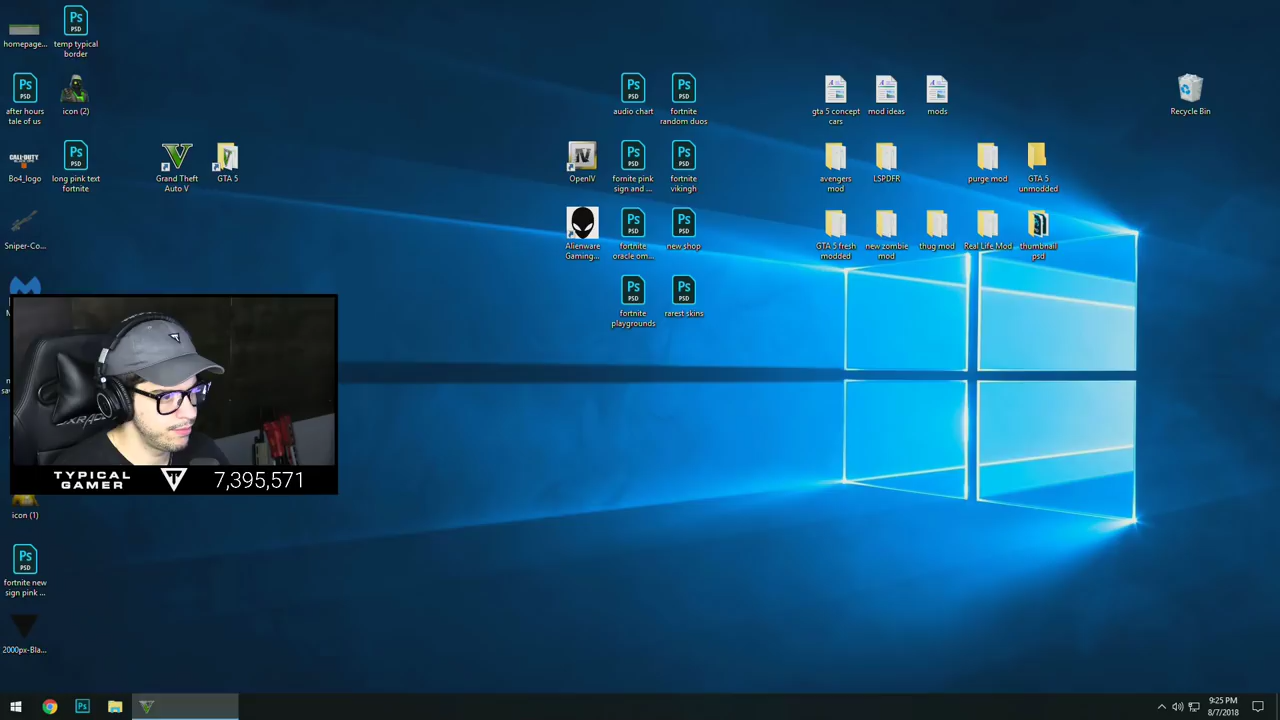 homepage...
temp typical
border
after hours
tale of us
icon (2)
audio chart
fortnite
random duos
gta 5 concept
cars
mod ideas
mods
Recycle Bin
Bo4_logo
long pink text
fortnite
Grand Theft
Auto V
GTA 5
OpenIV
fornite pink
sign and ...
fortnite
vikingh
avengers
mod
LSPDFR
purge mod
GTA 5
unmodded
Sniper-Co...
Alienware
Gaming...
fortnite
oracle om...
new shop
GTA 5 fresh
modded
new zombie
mod
thug mod
Real Life Mod
thumbnail
psd
fortnite
playgrounds
rarest skins
TYPICAL
GAMER
7,395,571
icon (1)
fortnite new
sign pink ...
2000px-Bla...
9:25 PM
8/7/2018